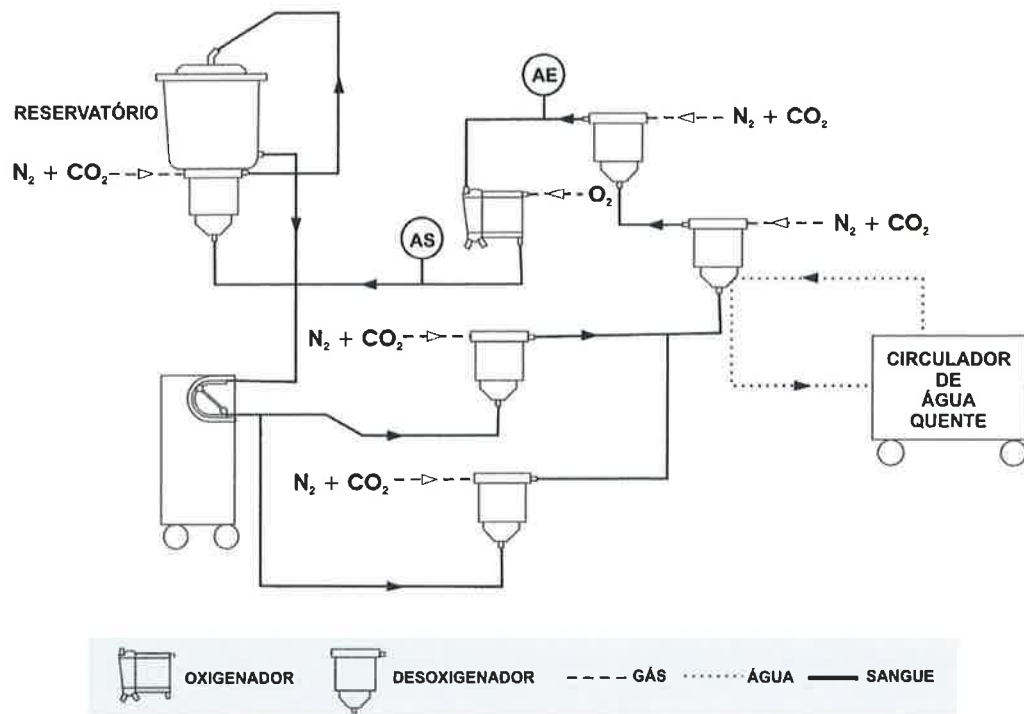 RESERVATÓRIO
N₂ + CO₂
AE
N₂ + CO₂
O₂
N₂ + CO₂
AS
N₂ + CO₂
CIRCULADOR
DE
ÁGUA
QUENTE
N₂ + CO₂
OXIGENADOR
DESOXIGENADOR
GÁS
ÁGUA
SANGUE